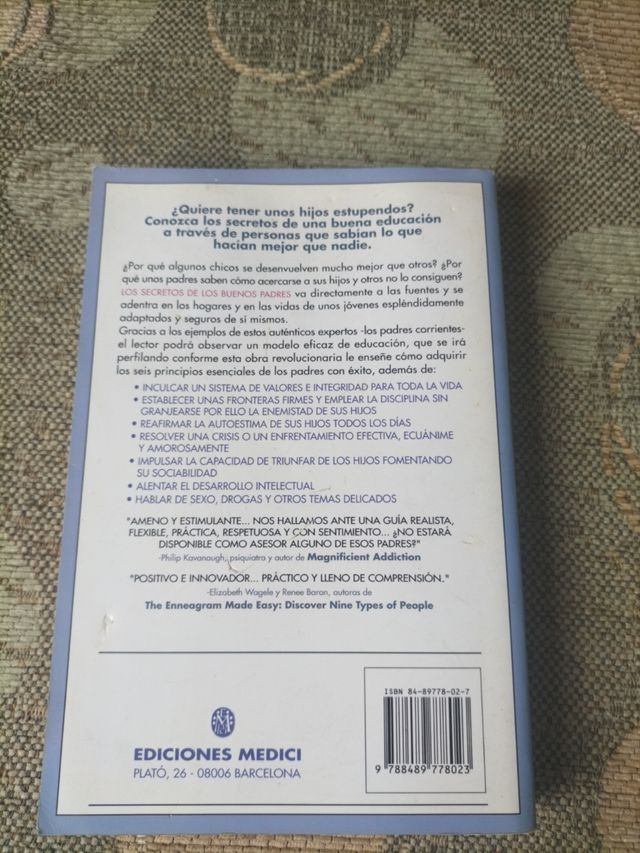 ¿Quiere tener unos hijos estupendos?
Conozca los secretos de una buena educación
a través de personas que sabían lo que
hacían mejor que nadie.
¿Por qué algunos chicos se desenvuelven mucho mejor que otros? ¿Por
qué unos padres saben cómo acercarse a sus hijos y otros no lo consiguen?
LOS SECRETOS DE LOS BUENOS PADRES va directamente a las fuentes y se
adentra en los hogares y en las vidas de unos jóvenes espléndidamente
adaptados y seguros de sí mismos.
Gracias a los ejemplos de estos auténticos expertos -los padres corrientes-
el lector podrá observar un modelo eficaz de educación, que se irá
perfilando conforme esta obra revolucionaria le enseñe cómo adquirir
los seis principios esenciales de los padres con éxito, además de:
• INCULCAR UN SISTEMA DE VALORES E INTEGRIDAD PARA TODA LA VIDA
• ESTABLECER UNAS FRONTERAS FIRMES Y EMPLEAR LA DISCIPLINA SIN
GRANJEARSE POR ELLO LA ENEMISTAD DE SUS HIJOS
• REAFIRMAR LA AUTOESTIMA DE SUS HIJOS TODOS LOS DÍAS
• RESOLVER UNA CRISIS O UN ENFRENTAMIENTO EFECTIVA, ECUÁNIME
Y AMOROSAMENTE
• IMPULSAR LA CAPACIDAD DE TRIUNFAR DE LOS HIJOS FOMENTANDO
SU SOCIABILIDAD
• ALENTAR EL DESARROLLO INTELECTUAL
• HABLAR DE SEXO, DROGAS Y OTROS TEMAS DELICADOS
"AMENO Y ESTIMULANTE... NOS HALLAMOS ANTE UNA GUÍA REALISTA,
FLEXIBLE, PRÁCTICA, RESPETUOSA Y CON SENTIMIENTO... ¿NO ESTARÁ
DISPONIBLE COMO ASESOR ALGUNO DE ESOS PADRES?"
-Philip Kavanaugh, psiquiatra y autor de Magnificient Addiction
"POSITIVO E INNOVADOR... PRÁCTICO Y LLENO DE COMPRENSIÓN."
-Elizabeth Wagele y Renee Baron, autoras de
The Enneagram Made Easy: Discover Nine Types of People
EDICIONES MEDICI
PLATÓ, 26 - 08006 BARCELONA
ISBN 84-89778-02-7
9 788489 778023